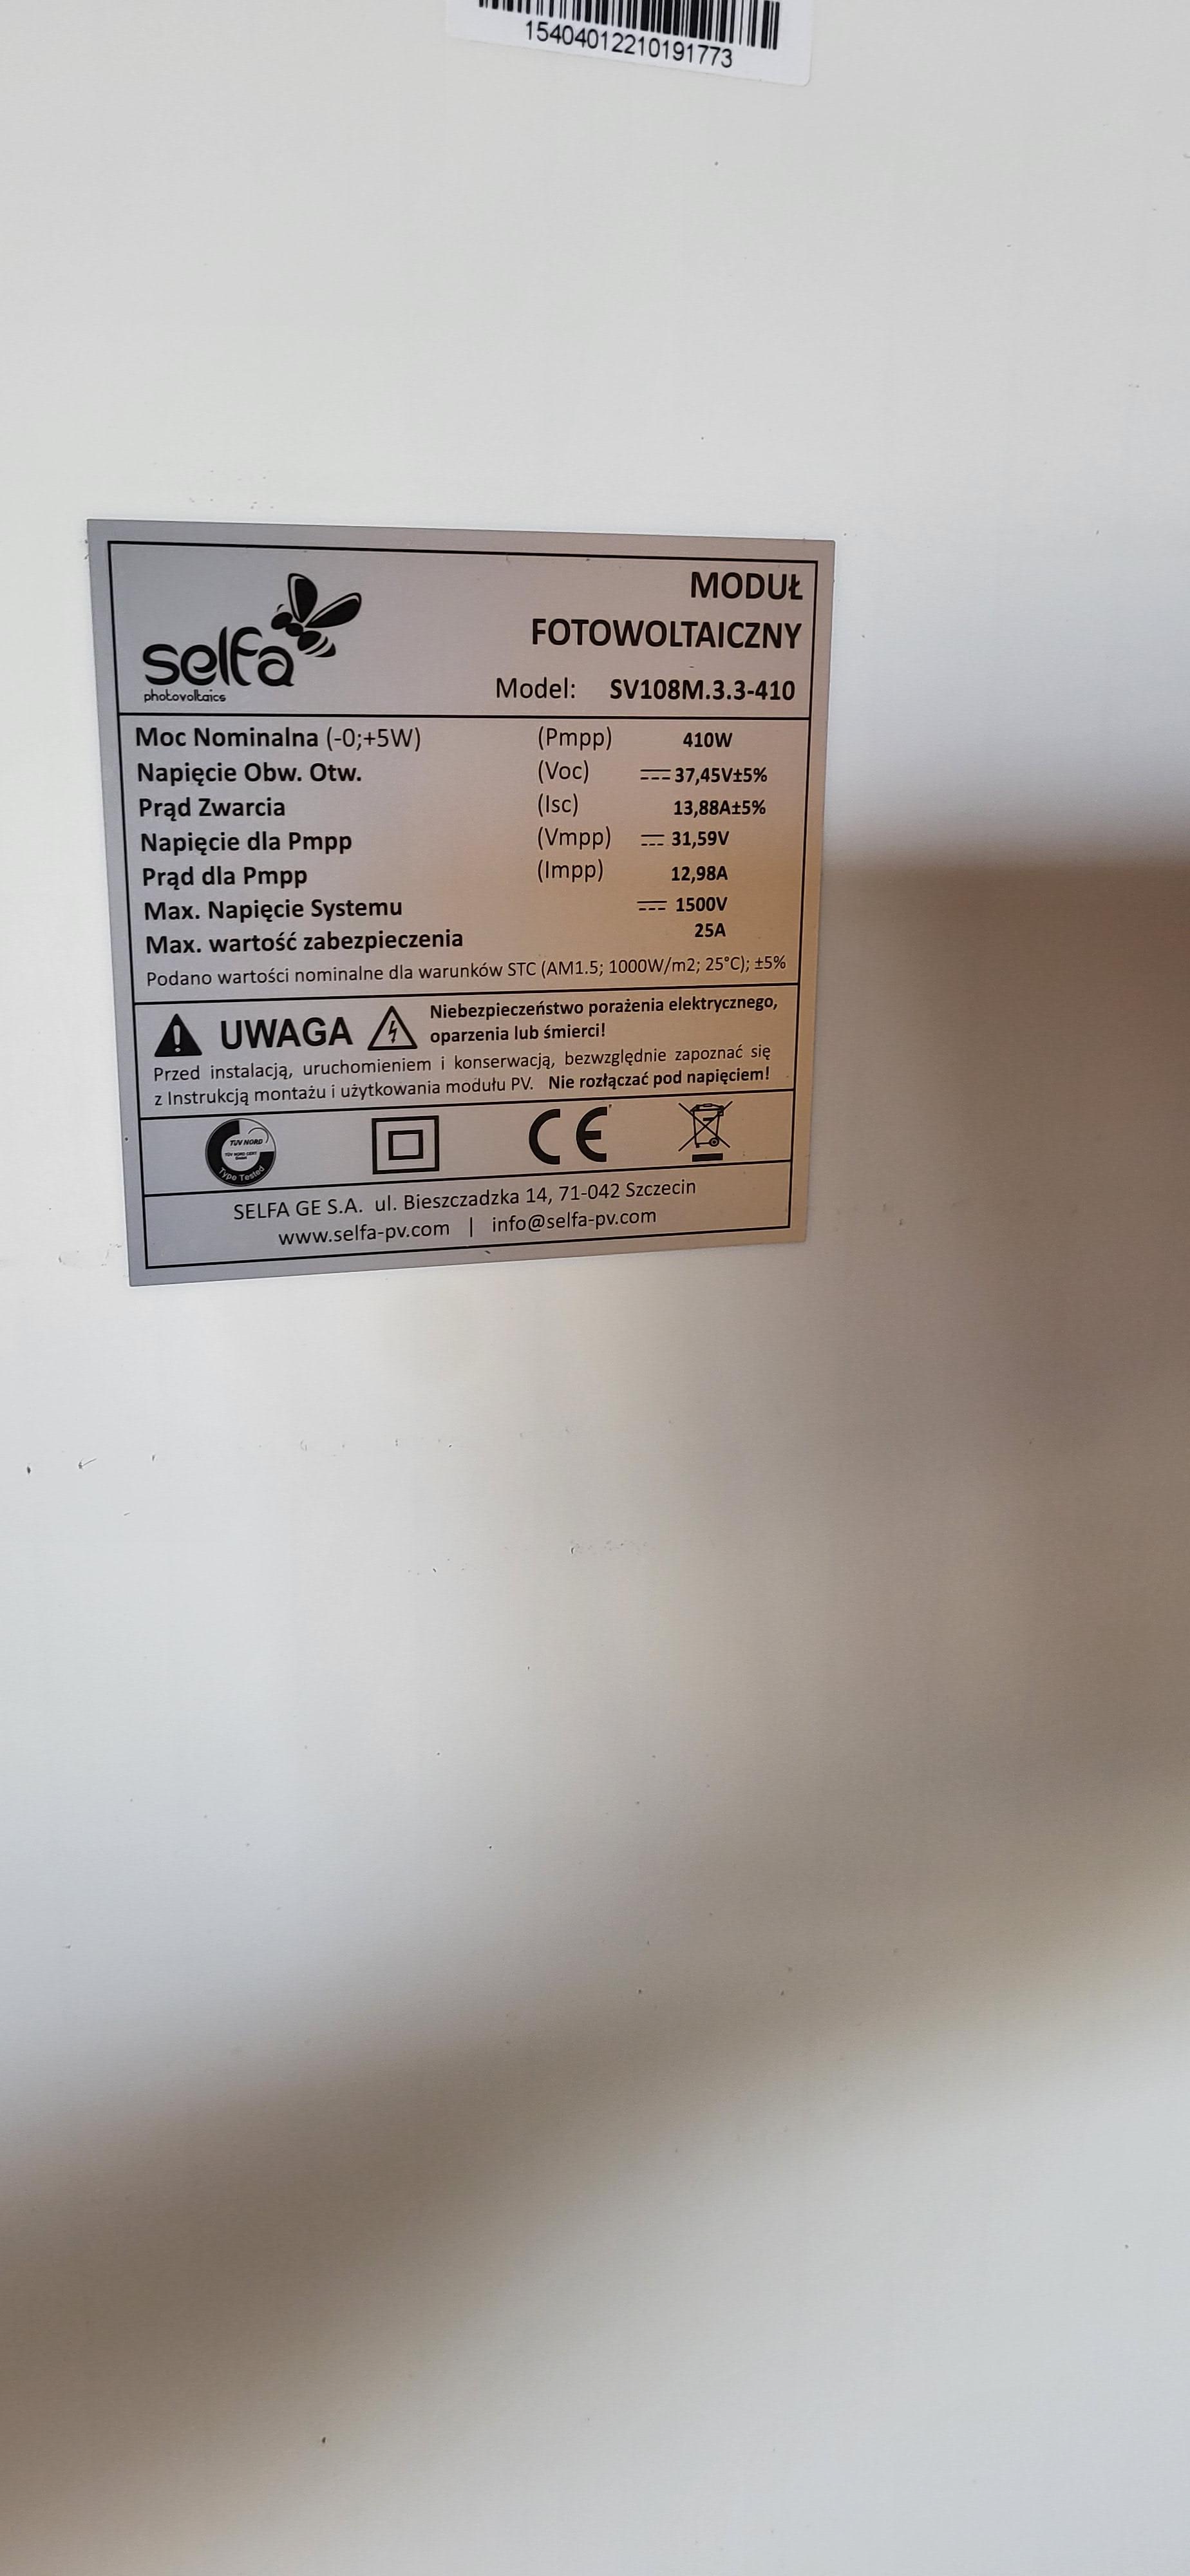 15404012210191773
selfa
photovoltaics
MODUŁ
FOTOWOLTAICZNY
Model: SV108M.3.3-410
Moc Nominalna (-0;+5W) (Pmpp) 410W
Napięcie Obw. Otw. (Voc) 37,45V±5%
Prąd Zwarcia (Isc) 13,88A±5%
Napięcie dla Pmpp (Vmpp) 31,59V
Prąd dla Pmpp (Impp) 12,98A
Max. Napięcie Systemu 1500V
Max. wartość zabezpieczenia 25A
Podano wartości nominalne dla warunków STC (AM1.5; 1000W/m2; 25°C); ±5%
UWAGA
Niebezpieczeństwo porażenia elektrycznego,
oparzenia lub śmierci!
Przed instalacją, uruchomieniem i konserwacją, bezwzględnie zapoznać się
z Instrukcją montażu i użytkowania modułu PV. Nie rozłączać pod napięciem!
TÜV NORD
TÜV NORD CERT
GmbH
Type Tested
CE
SELFA GE S.A. ul. Bieszczadzka 14, 71-042 Szczecin
www.selfa-pv.com | info@selfa-pv.com